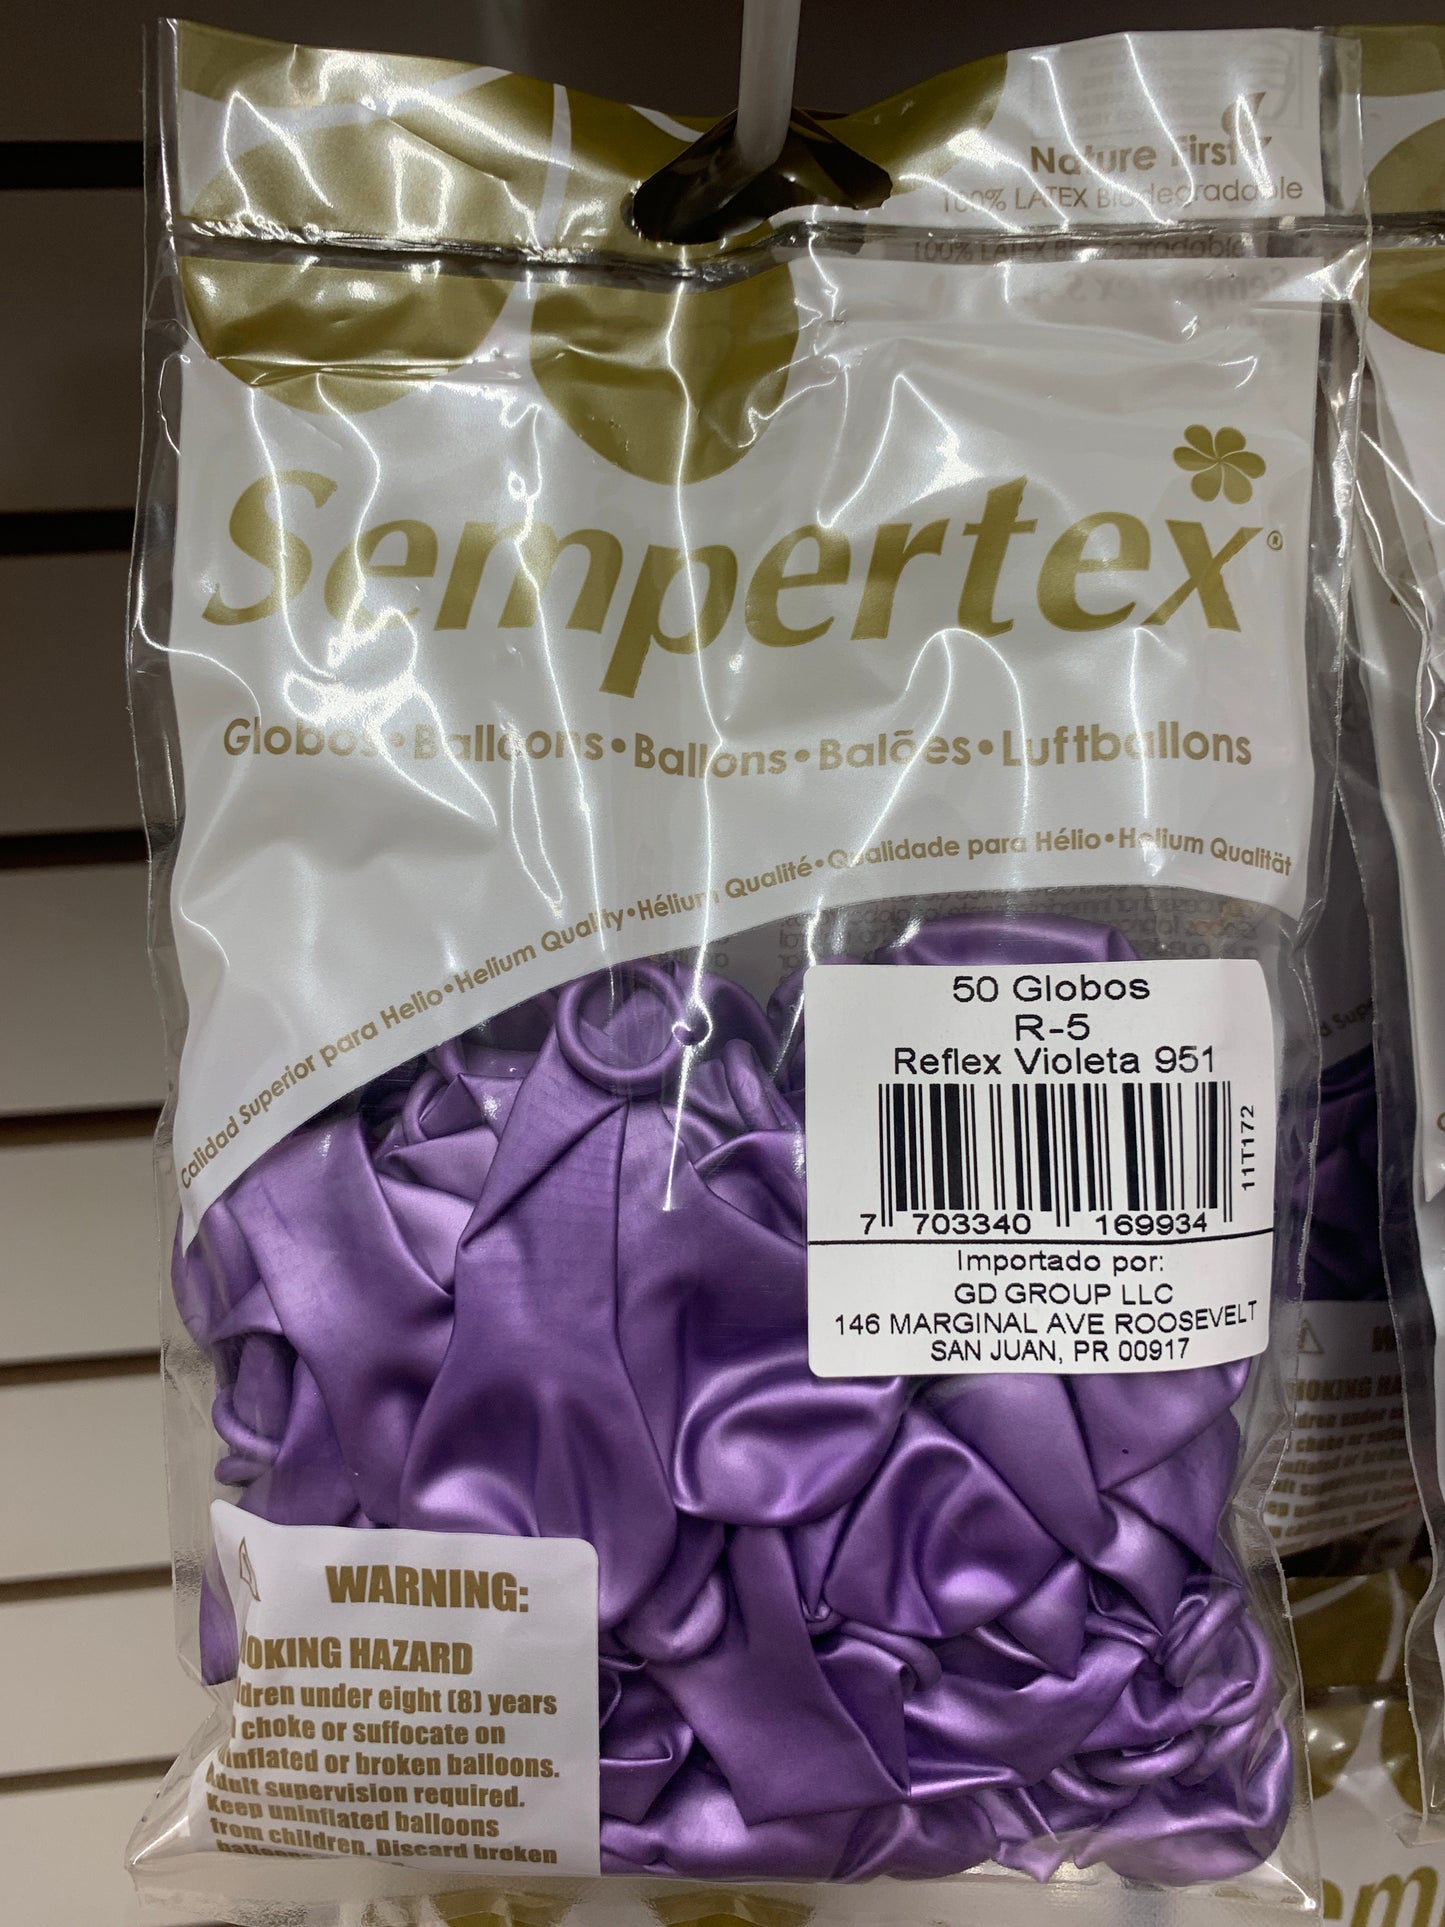 Nature First
100% LATEX Biodegradable
Sempertex®
Globos • Balloons • Ballons • Balões • Luftballons
Calidad Superior para Helio • Helium Quality • Hélium Qualité • Qualidade para Hélio • Helium Qualität
50 Globos
R-5
Reflex Violeta 951
11T172
7 703340 169934
Importado por:
GD GROUP LLC
146 MARGINAL AVE ROOSEVELT
SAN JUAN, PR 00917
WARNING:
OKING HAZARD
ldren under eight (8) years
choke or suffocate on
inflated or broken balloons.
Adult supervision required.
Keep uninflated balloons
from children. Discard broken